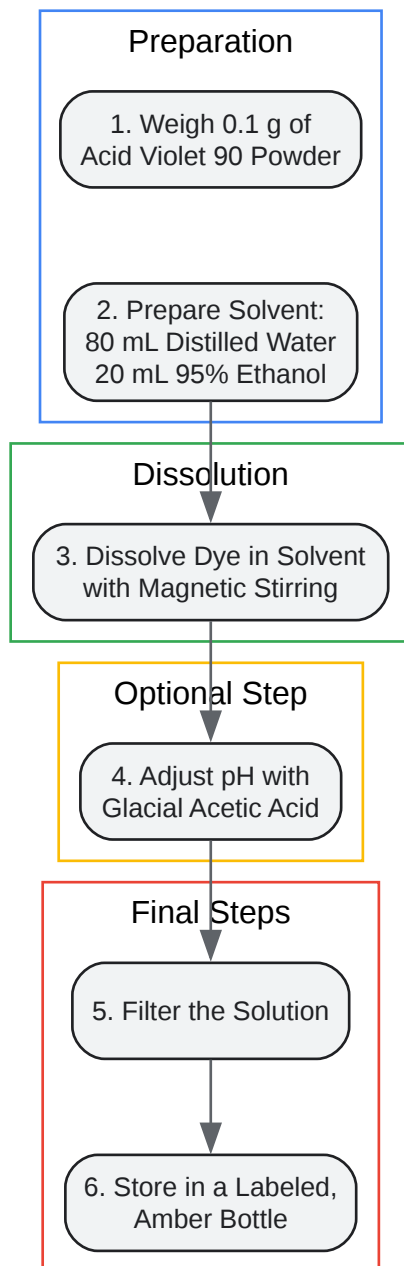 Preparation
1. Weigh 0.1 g of
Acid Violet 90 Powder
2. Prepare Solvent:
80 mL Distilled Water
20 mL 95% Ethanol
Dissolution
3. Dissolve Dye in Solvent
with Magnetic Stirring
Optional Step
4. Adjust pH with
Glacial Acetic Acid
Final Steps
5. Filter the Solution
6. Store in a Labeled,
Amber Bottle